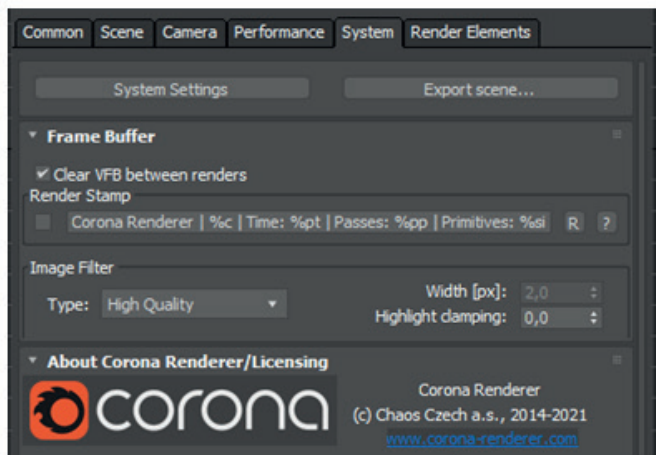 Common Scene Camera Performance System Render Elements
System Settings Export scene...
Frame Buffer
Clear VFB between renders
Render Stamp
Corona Renderer | %c | Time: %pt | Passes: %pp | Primitives: %si R ?
Image Filter
Type: High Quality Width [px]: 2,0
Highlight clamping: 0,0
About Corona Renderer/Licensing
corona
Corona Renderer
(c) Chaos Czech a.s., 2014-2021
www.corona-renderer.com